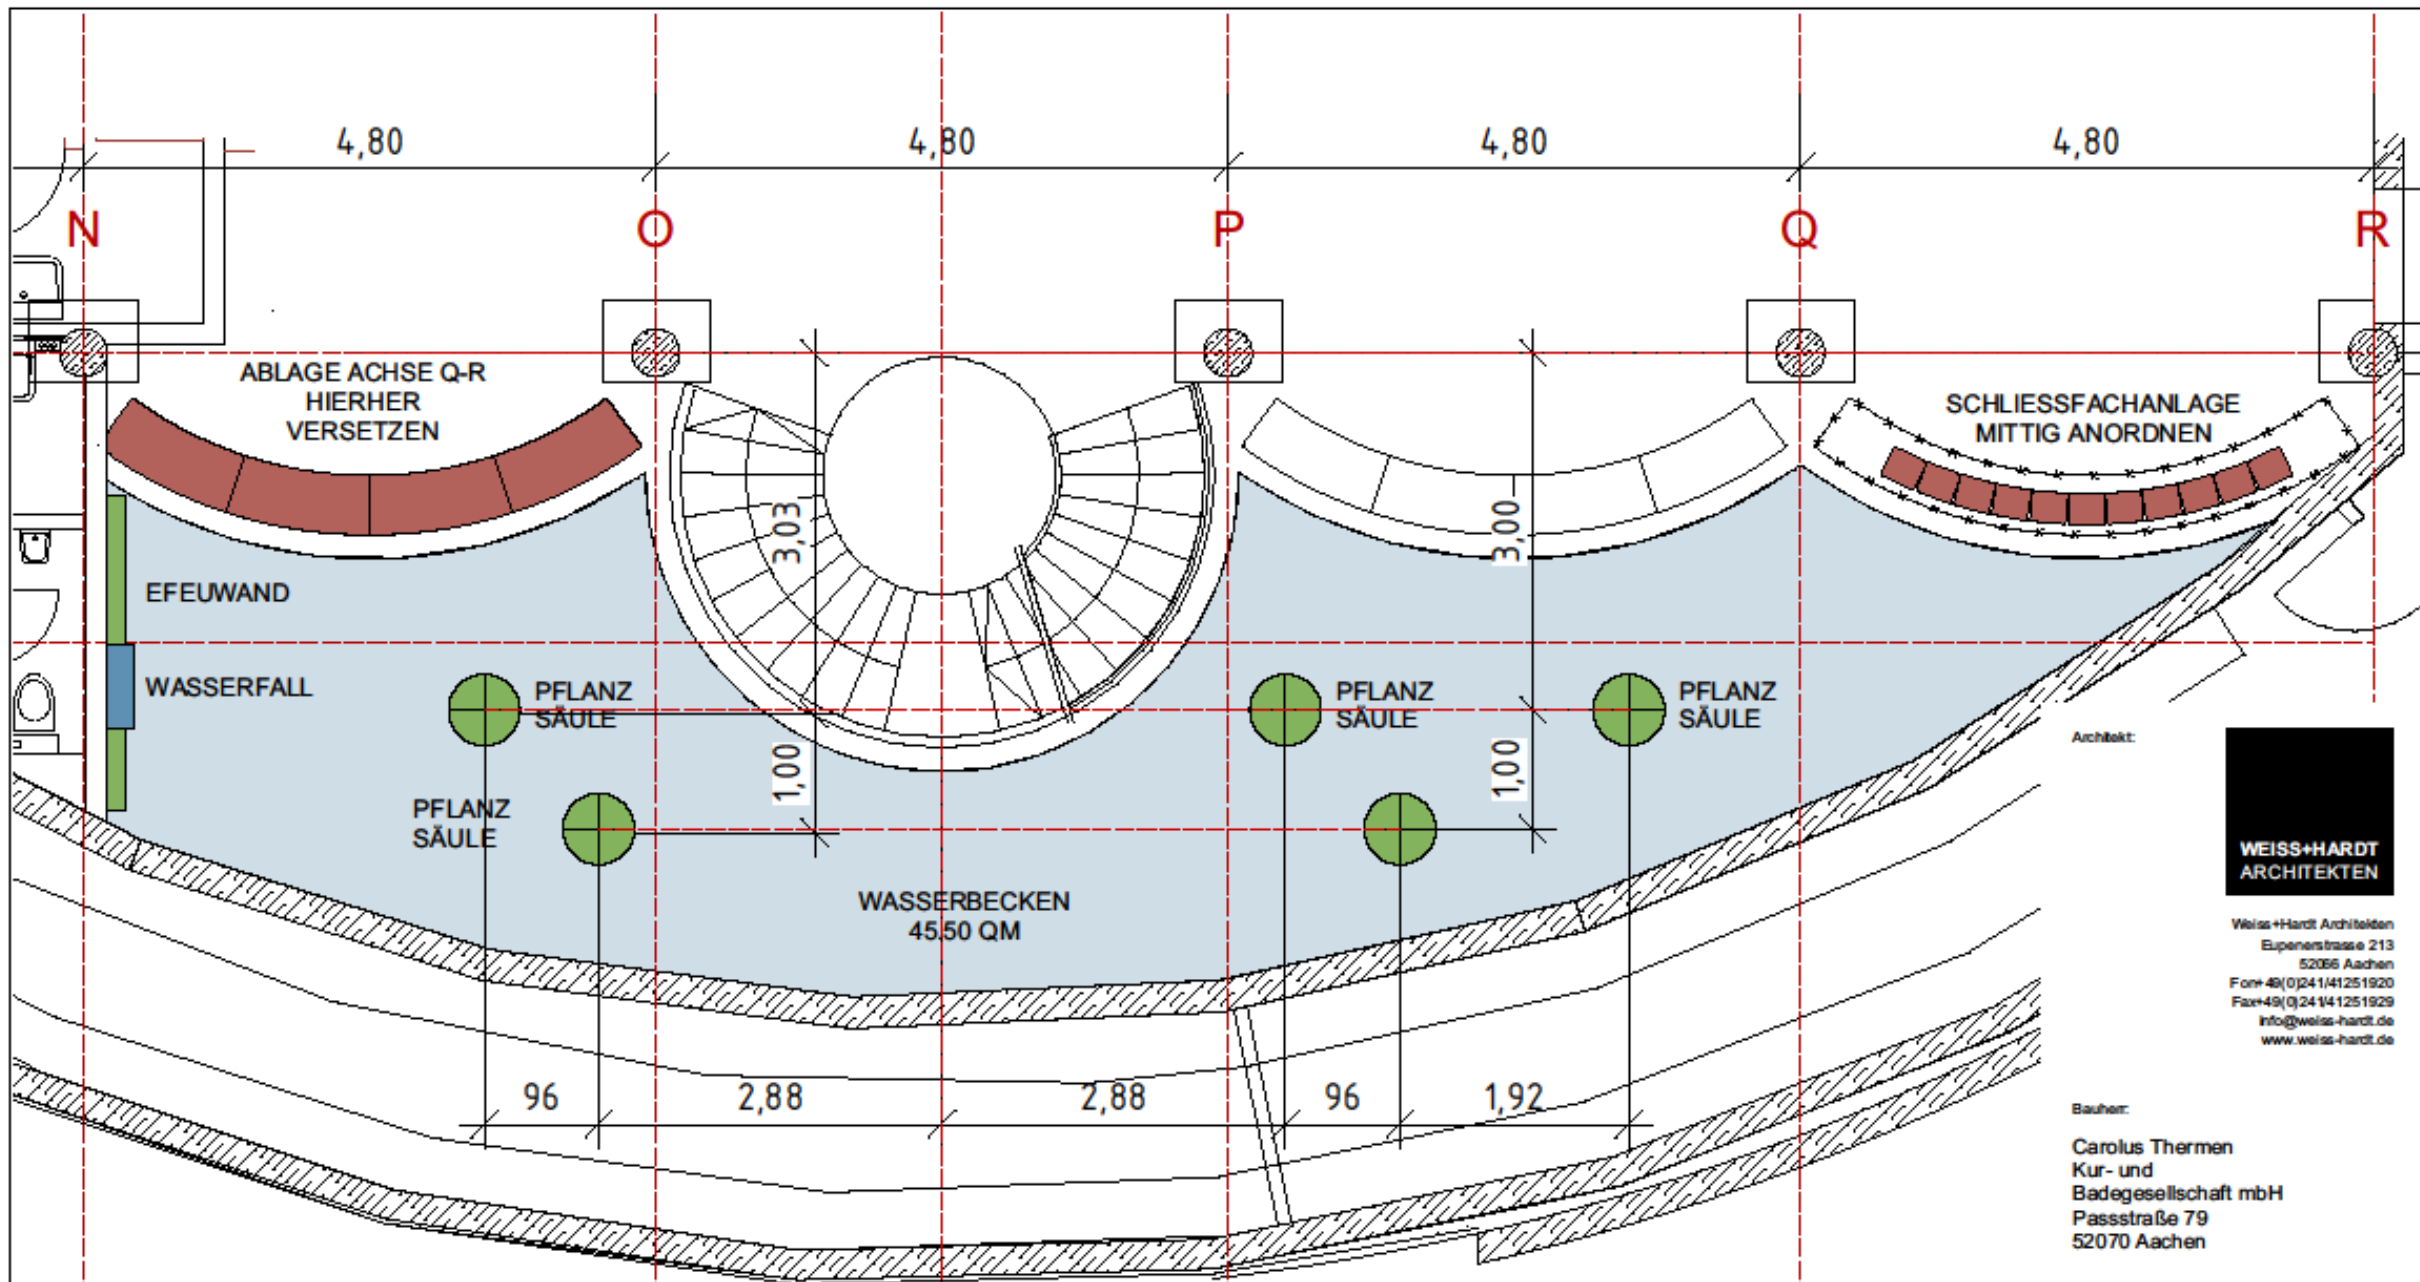 4,80
4,80
4,80
4,80
N
O
P
Q
R
ABLAGE ACHSE Q-R
HIERHER
VERSETZEN
SCHLIESSFACHANLAGE
MITTIG ANORDNEN
3,03
3,00
EFEUWAND
WASSERFALL
PFLANZ
SÄULE
PFLANZ
SÄULE
PFLANZ
SÄULE
1,00
1,00
PFLANZ
SÄULE
WASSERBECKEN
45.50 QM
96
2,88
2,88
96
1,92
Architekt:
WEISS+HARDT
ARCHITEKTEN
Weiss+Hardt Architekten
Eupenerstrasse 213
52066 Aachen
Fon+49(0)241/41251920
Fax+49(0)241/41251929
Info@weiss-hardt.de
www.weiss-hardt.de
Bauherr:
Carolus Thermen
Kur- und
Badegesellschaft mbH
Passstraße 79
52070 Aachen